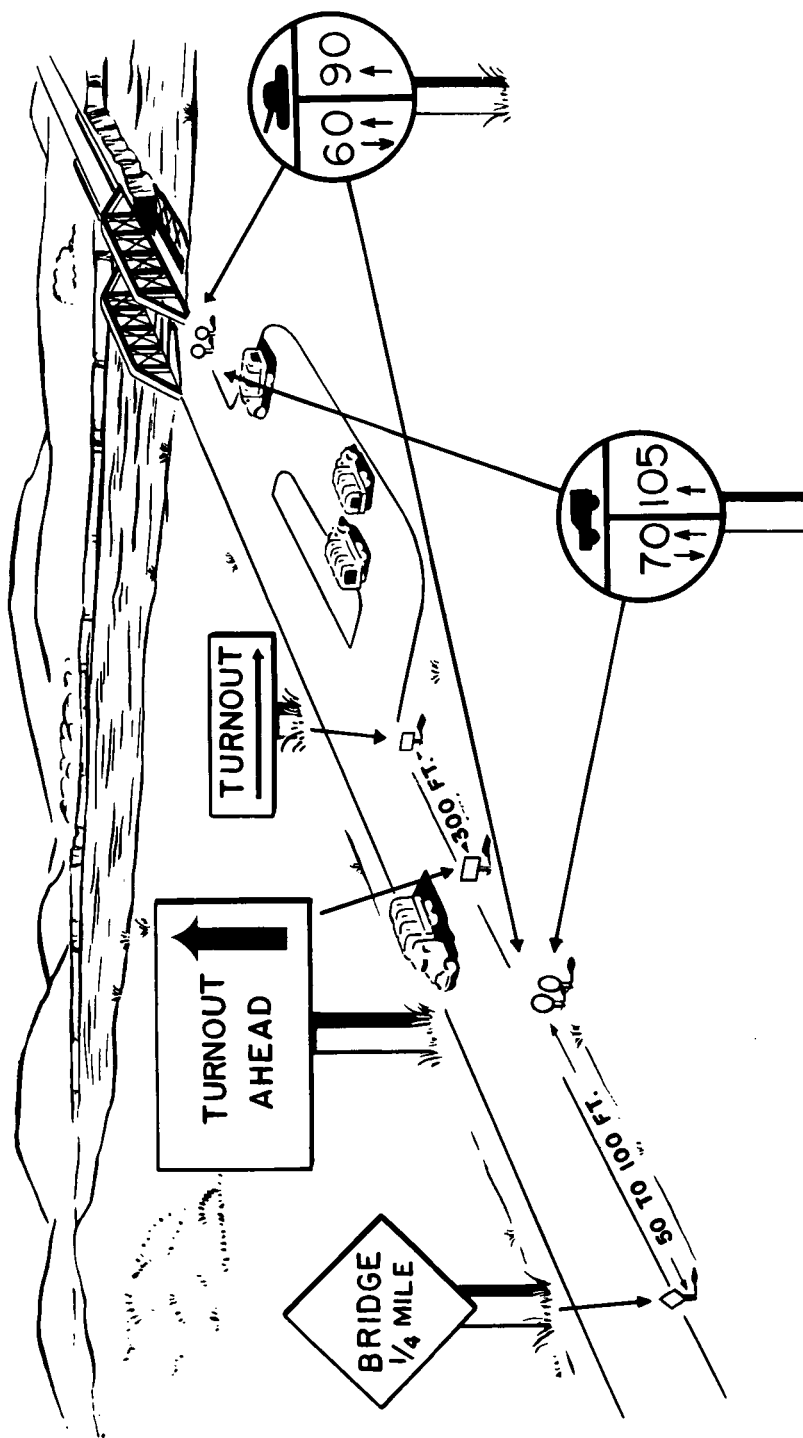 BRIDGE
1/4 MILE
TURNOUT
AHEAD
TURNOUT
60 90
70 105
300 FT.
50 TO 100 FT.